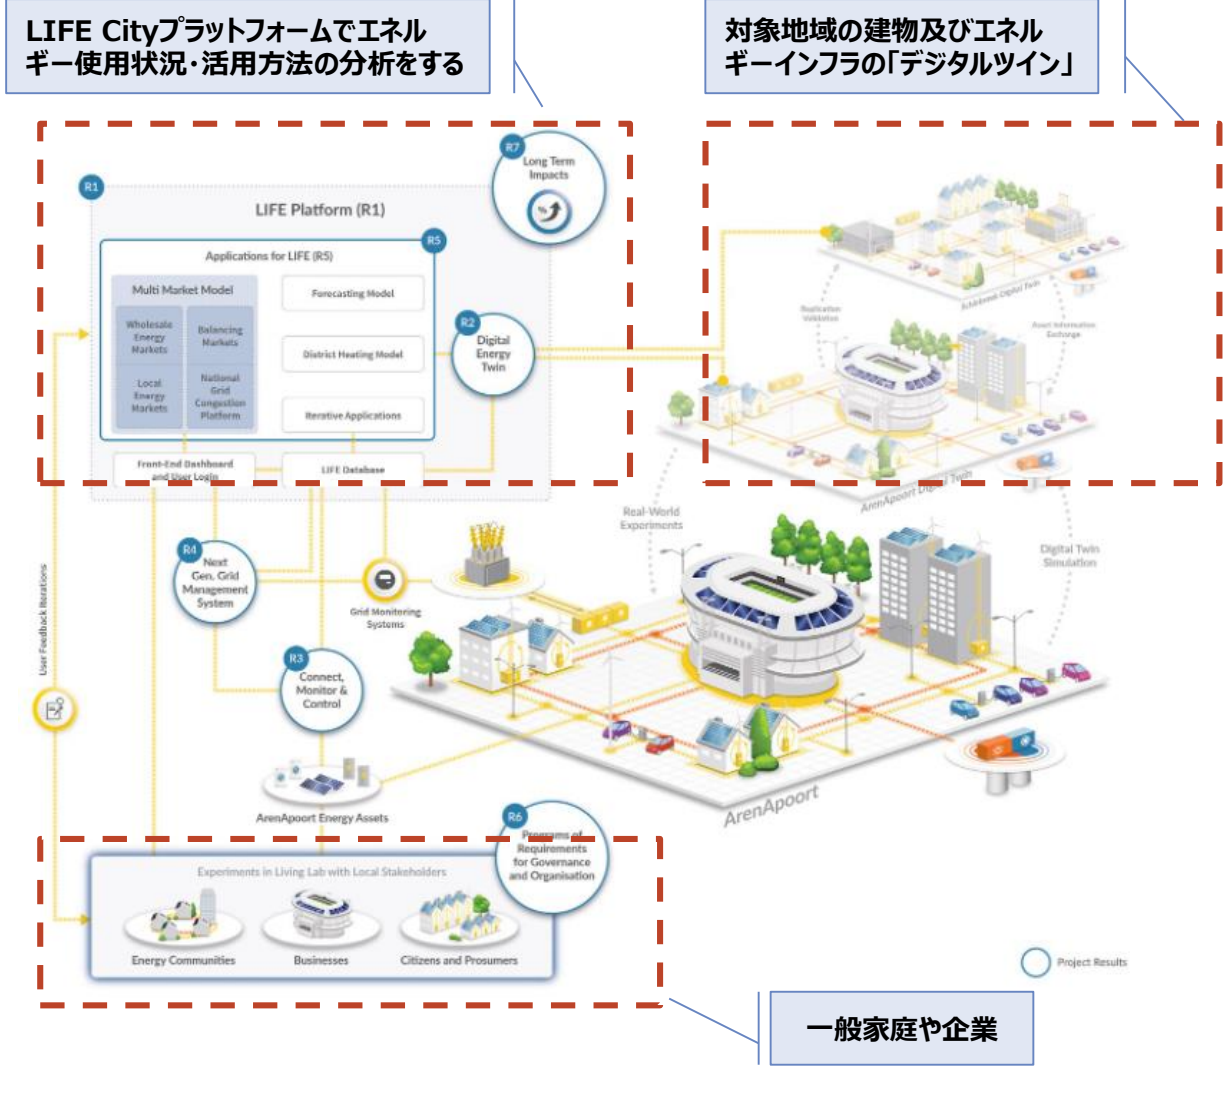 LIFE Cityプラットフォームでエネル
ギー使用状況・活用方法の分析をする
対象地域の建物及びエネル
ギーインフラの「デジタルツイン」
R7
Long Term
Impacts
%
R1
LIFE Platform (R1)
R5
Applications for LIFE (R5)
Multi Market Model
Wholesale
Energy
Markets
Balancing
Markets
Local
Energy
Markets
National
Grid
Congestion
Platform
Forecasting Model
District Heating Model
Iterative Applications
R2
Digital
Energy
Twin
Front-End Dashboard
and User Login
LIFE Database
Replication
Validation
Asset Information
Exchange
ArenApoort Digital Twin
Real-World
Experiments
Digital Twin
Simulation
R4
Next
Gen. Grid
Management
System
Grid Monitoring
Systems
User Feedback Iterations
R3
Connect,
Monitor &
Control
ArenApoort Energy Assets
ArenApoort
R6
Programs of
Requirements
for Governance
and Organisation
Experiments in Living Lab with Local Stakeholders
Energy Communities
Businesses
Citizens and Prosumers
Project Results
一般家庭や企業